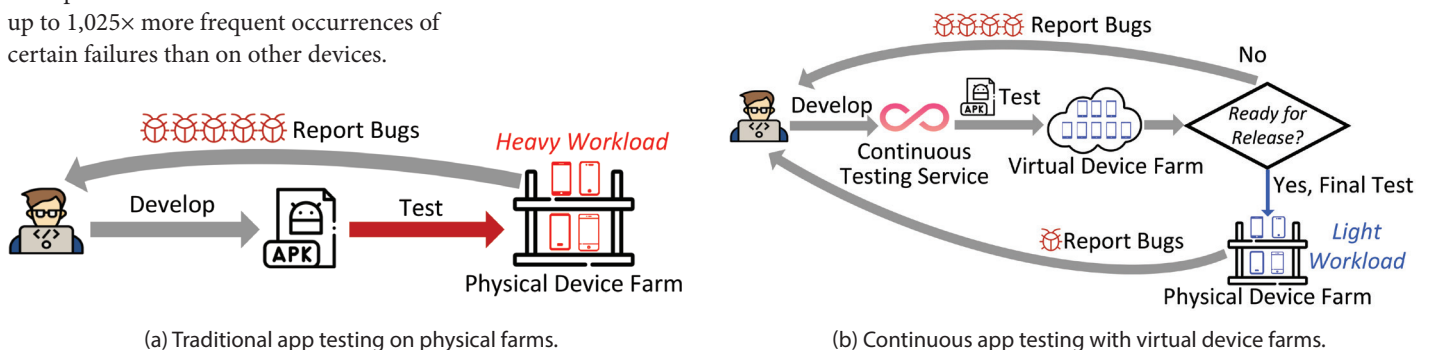 up to 1,025× more frequent occurrences of
certain failures than on other devices.
Report Bugs
Heavy Workload
Develop
</>
APK
Test
Physical Device Farm
(a) Traditional app testing on physical farms.
Report Bugs
No
Develop
</>
APK
Test
Continuous
Testing Service
Virtual Device Farm
Ready for
Release?
Yes, Final Test
Report Bugs
Light
Workload
Physical Device Farm
(b) Continuous app testing with virtual device farms.